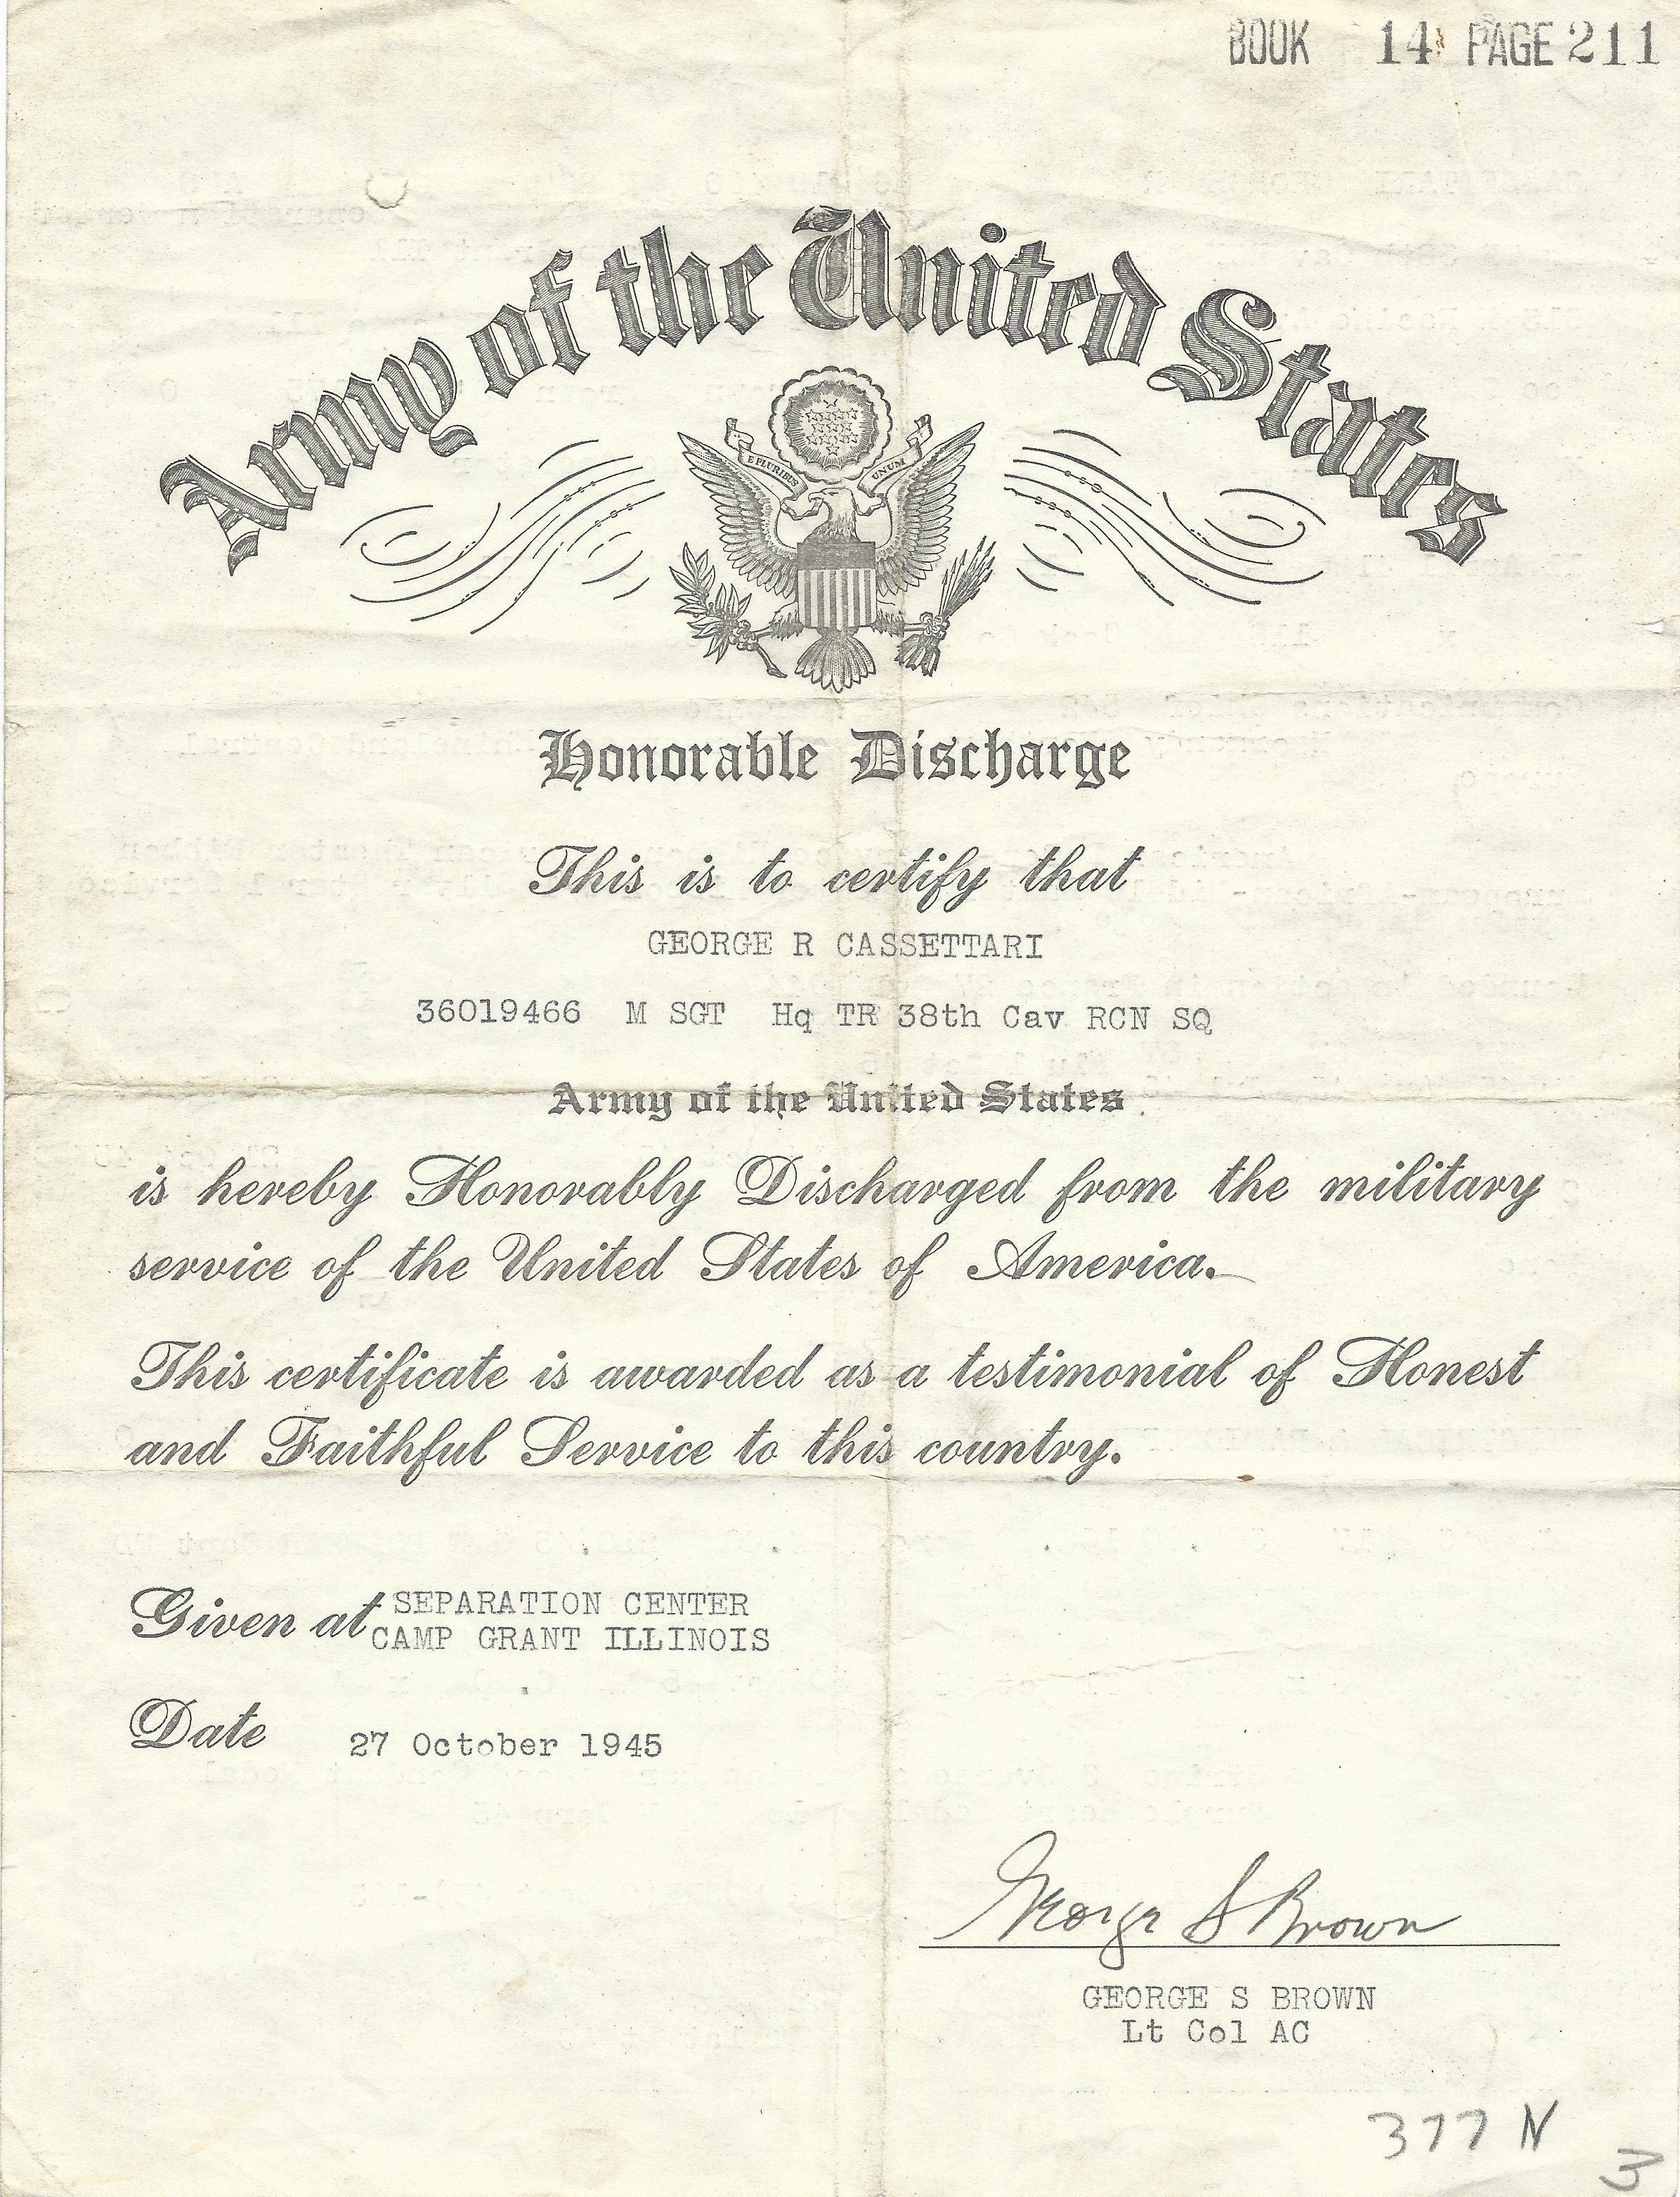 BOOK 14 PAGE 211
Army of the United States
E PLURIBUS UNUM
Honorable Discharge
This is to certify that
GEORGE R CASSETTARI
36019466 M SGT Hq TR 38th Cav RCN SQ
Army of the United States
is hereby Honorably Discharged from the military
service of the United States of America.
This certificate is awarded as a testimonial of Honest
and Faithful Service to this country.
Given at SEPARATION CENTER
CAMP GRANT ILLINOIS
Date 27 October 1945
George S Brown
GEORGE S BROWN
Lt Col AC
377 N
3